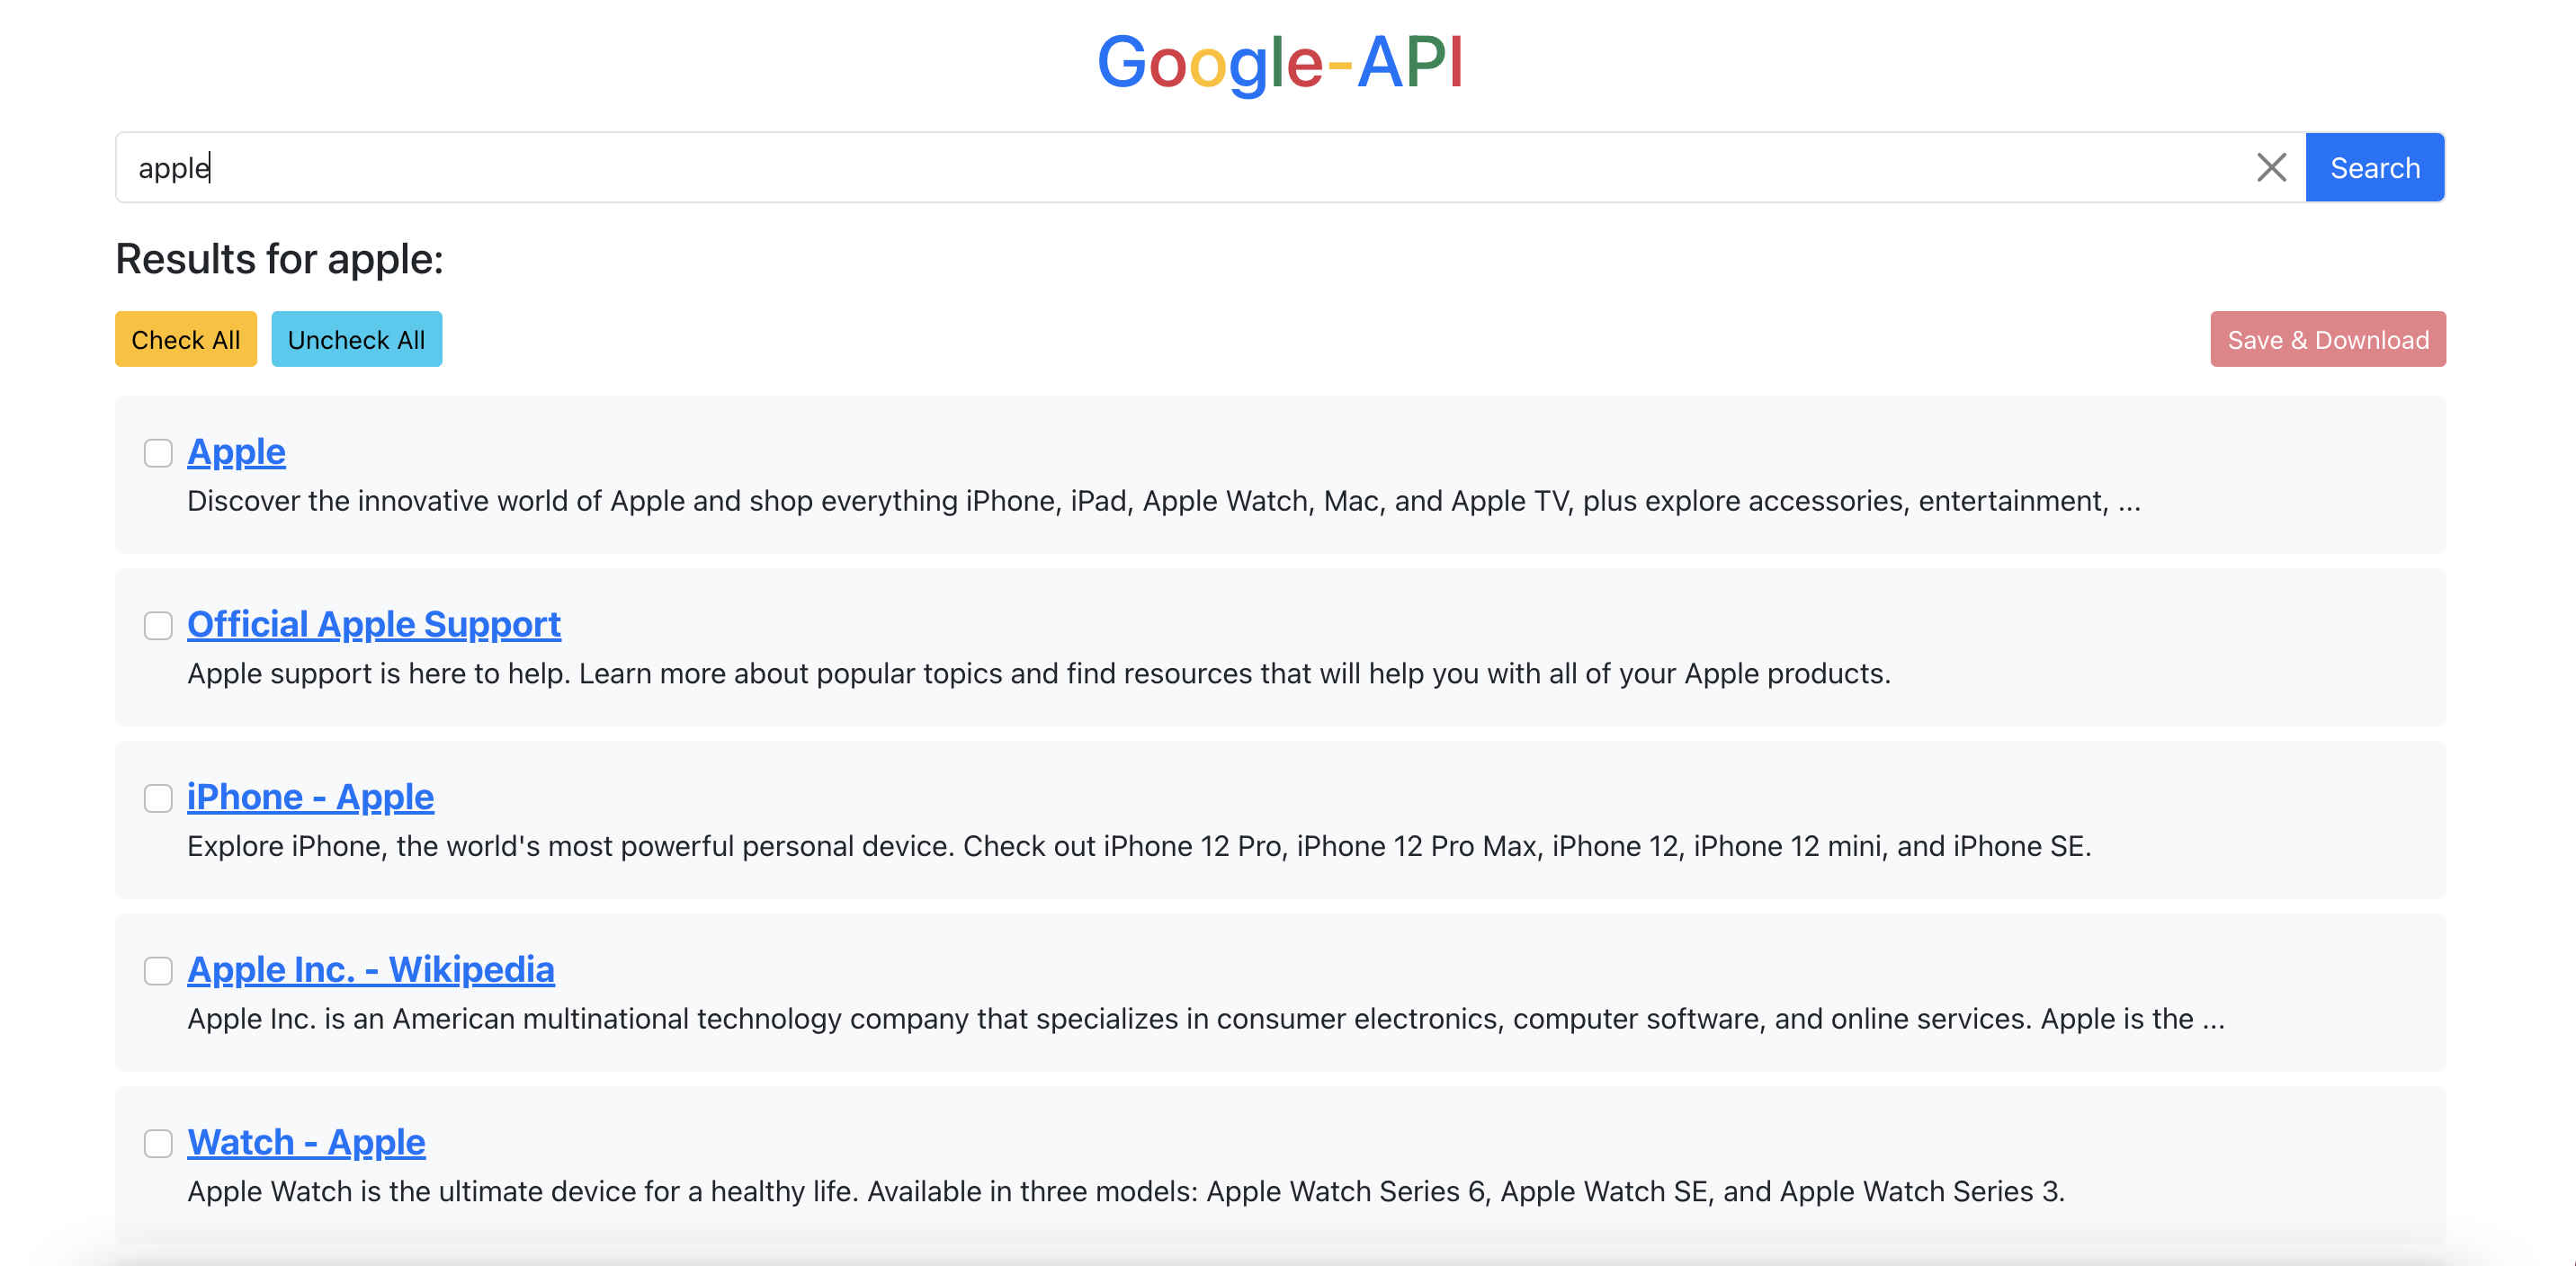 Google-API
apple
Search
Results for apple:
Check All
Uncheck All
Save & Download
Apple
Discover the innovative world of Apple and shop everything iPhone, iPad, Apple Watch, Mac, and Apple TV, plus explore accessories, entertainment, ...
Official Apple Support
Apple support is here to help. Learn more about popular topics and find resources that will help you with all of your Apple products.
iPhone - Apple
Explore iPhone, the world's most powerful personal device. Check out iPhone 12 Pro, iPhone 12 Pro Max, iPhone 12, iPhone 12 mini, and iPhone SE.
Apple Inc. - Wikipedia
Apple Inc. is an American multinational technology company that specializes in consumer electronics, computer software, and online services. Apple is the ...
Watch - Apple
Apple Watch is the ultimate device for a healthy life. Available in three models: Apple Watch Series 6, Apple Watch SE, and Apple Watch Series 3.